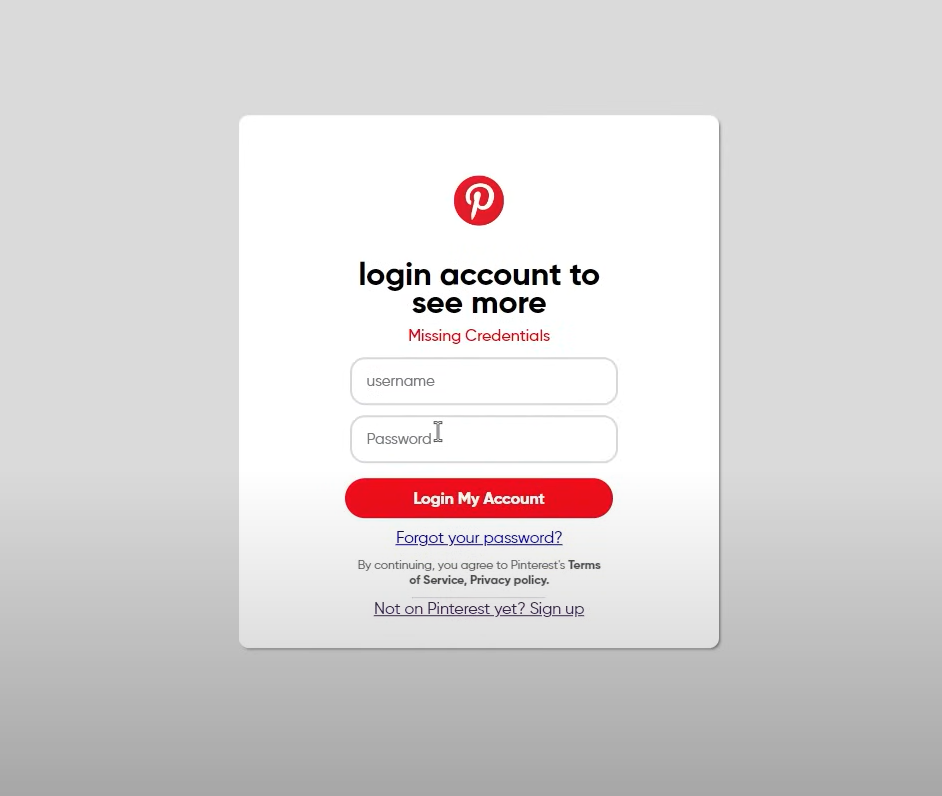 login account to
see more
Missing Credentials
username
Password
Login My Account
Forgot your password?
By continuing, you agree to Pinterest's Terms
of Service, Privacy policy.
Not on Pinterest yet? Sign up